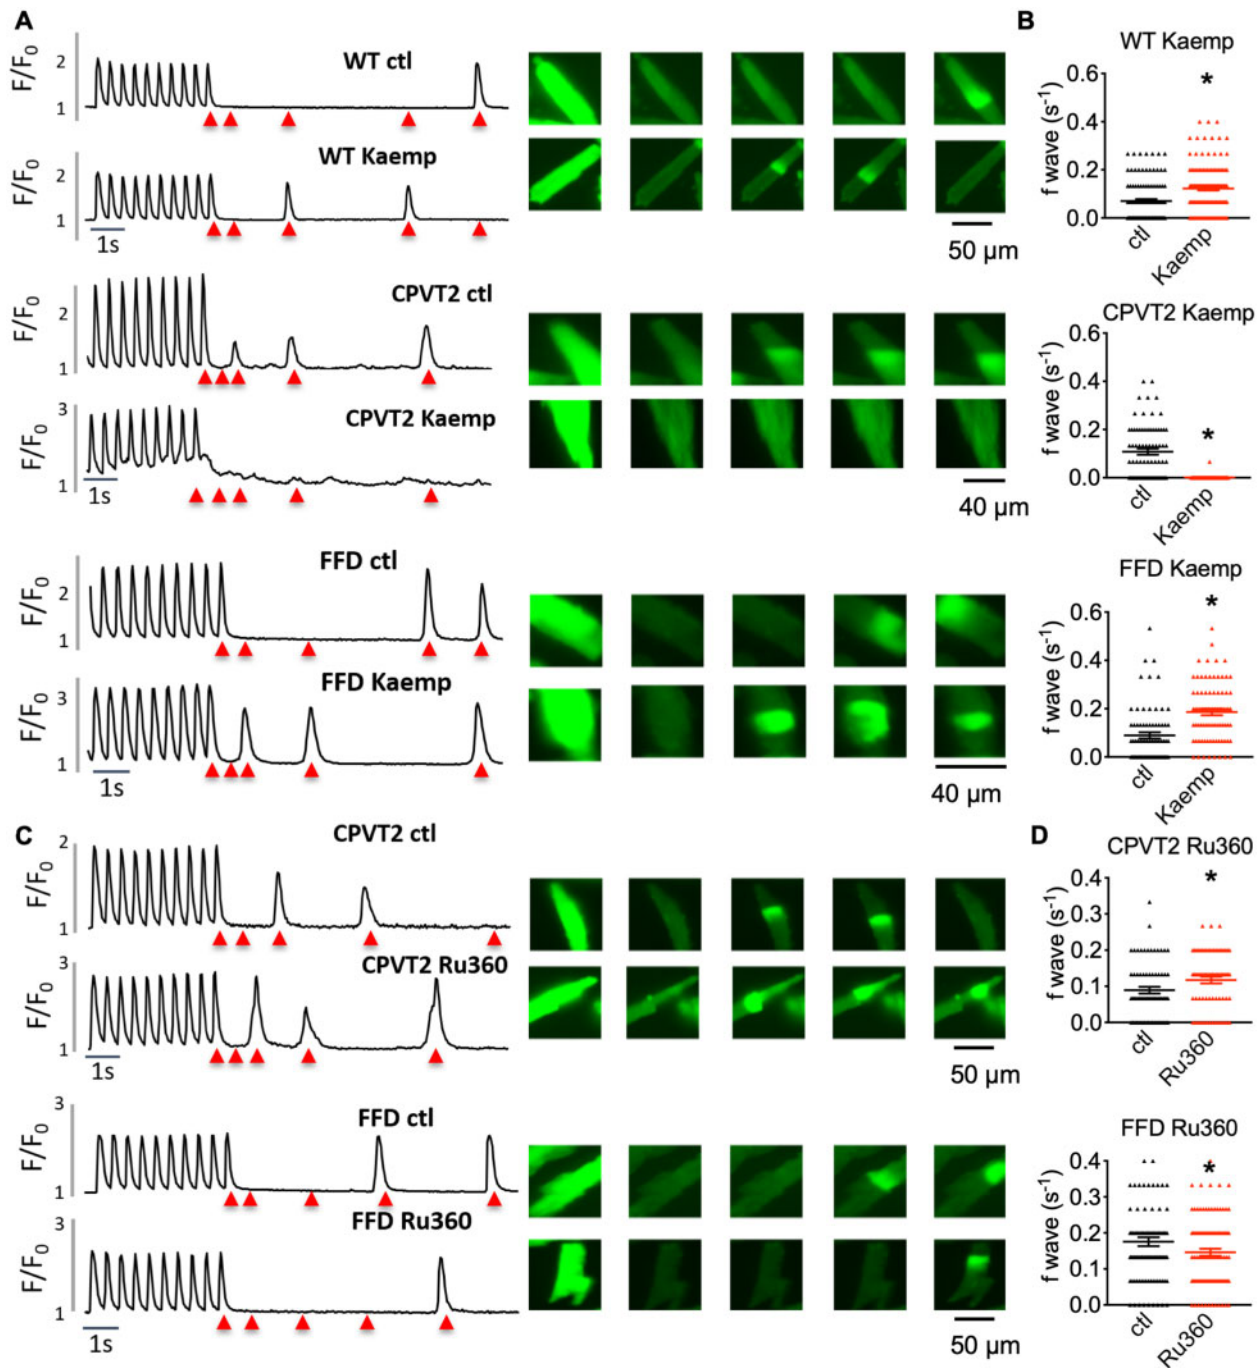 A
B
WT ctl
F/F0
2
1
WT Kaemp
F/F0
2
1
1s
50 µm
WT Kaemp
f wave (s-1)
0.6
0.4
0.2
0.0
ctl
Kaemp
*
CPVT2 ctl
F/F0
2
1
CPVT2 Kaemp
F/F0
3
1
1s
40 µm
CPVT2 Kaemp
f wave (s-1)
0.6
0.4
0.2
0.0
ctl
Kaemp
*
FFD ctl
F/F0
2
1
FFD Kaemp
F/F0
3
1
1s
40 µm
FFD Kaemp
f wave (s-1)
0.6
0.4
0.2
0.0
ctl
Kaemp
*
C
D
CPVT2 ctl
F/F0
2
1
CPVT2 Ru360
F/F0
3
1
1s
50 µm
CPVT2 Ru360
f wave (s-1)
0.4
0.3
0.2
0.1
0.0
ctl
Ru360
*
FFD ctl
F/F0
3
1
FFD Ru360
F/F0
3
1
1s
50 µm
FFD Ru360
f wave (s-1)
0.4
0.3
0.2
0.1
0.0
ctl
Ru360
*